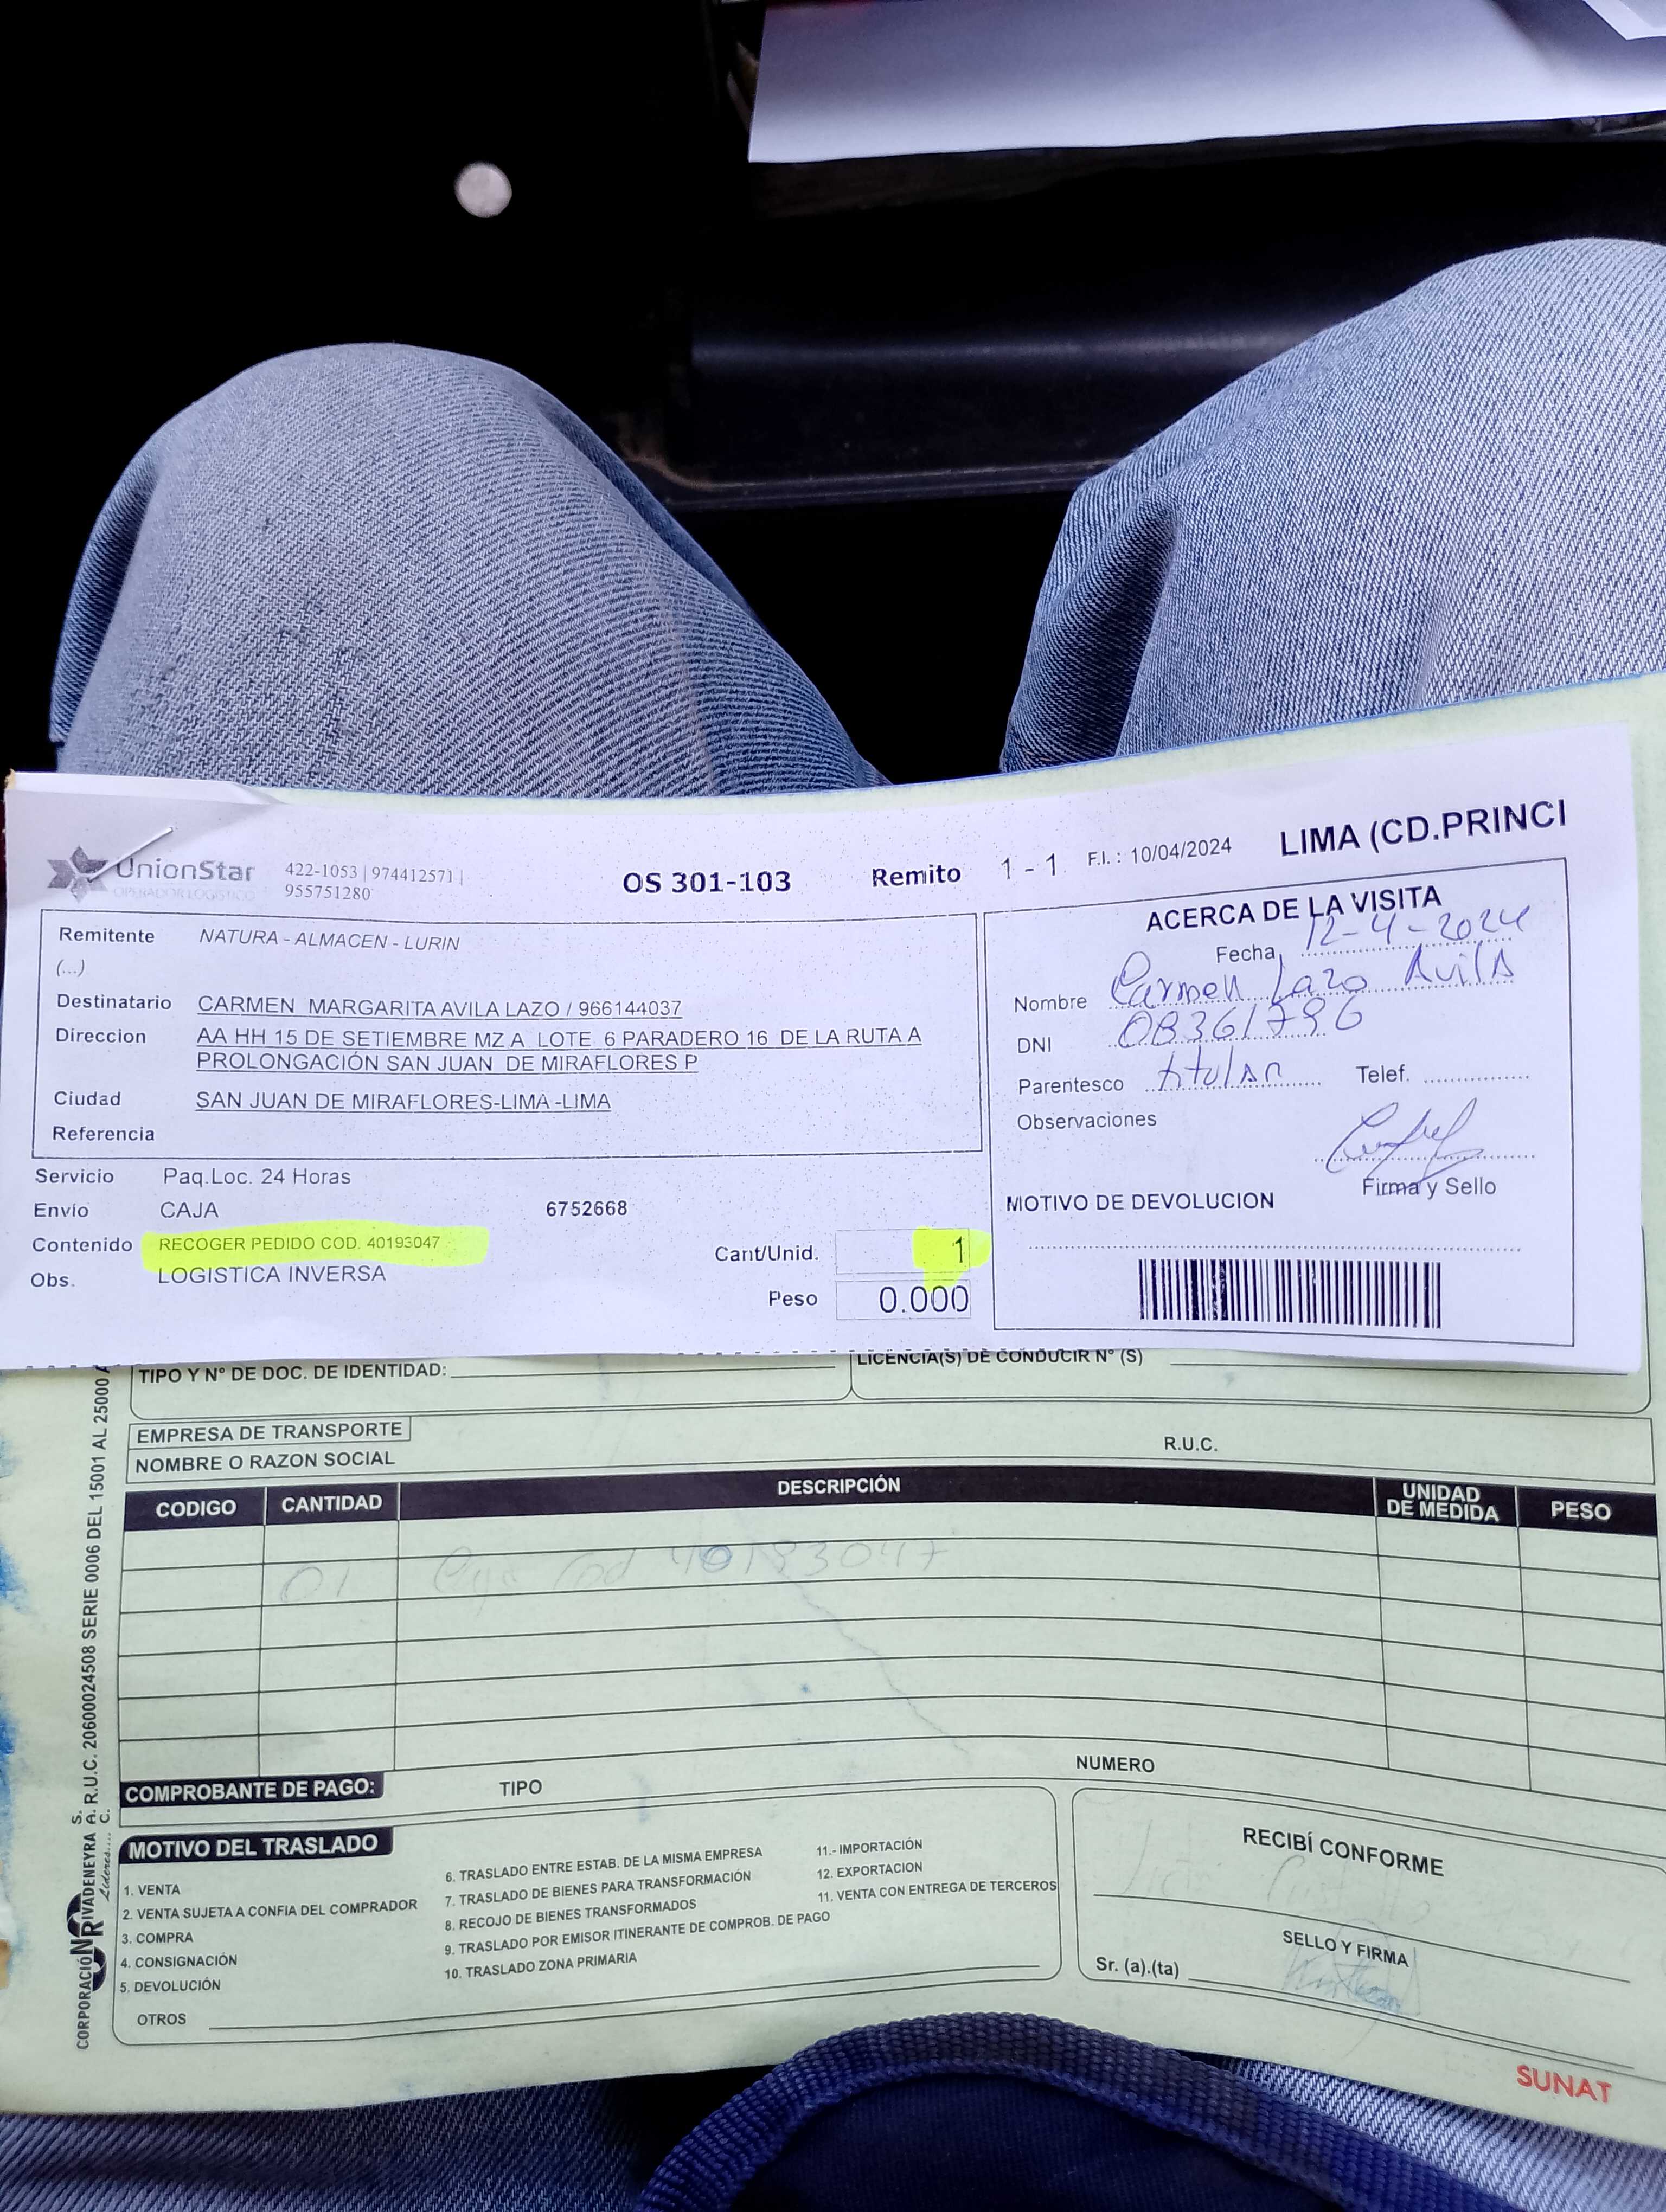 UnionStar
OPERADOR LOGISTICO
422-1053 | 974412571 |
955751280
OS 301-103
Remito 1 - 1 F.I. : 10/04/2024 LIMA (CD.PRINCI
Remitente NATURA - ALMACEN - LURIN
(...)
Destinatario CARMEN MARGARITA AVILA LAZO / 966144037
Direccion AA HH 15 DE SETIEMBRE MZ A LOTE 6 PARADERO 16 DE LA RUTA A
PROLONGACIÓN SAN JUAN DE MIRAFLORES P
Ciudad SAN JUAN DE MIRAFLORES-LIMA -LIMA
Referencia
Servicio Paq.Loc. 24 Horas
Envio CAJA 6752668
Contenido RECOGER PEDIDO COD. 40193047
Obs. LOGISTICA INVERSA
Cant/Unid. 1
Peso 0.000
ACERCA DE LA VISITA
Fecha 12-4-2024
Nombre Carmen Lazo Avila
DNI 08361796
Parentesco titular Telef.
Observaciones
Firma y Sello
MOTIVO DE DEVOLUCION
TIPO Y N° DE DOC. DE IDENTIDAD:
LICENCIA(S) DE CONDUCIR N° (S)
EMPRESA DE TRANSPORTE
NOMBRE O RAZON SOCIAL R.U.C.
CODIGO CANTIDAD DESCRIPCIÓN UNIDAD DE MEDIDA PESO
01 Caja Cod 40193047
COMPROBANTE DE PAGO: TIPO NUMERO
MOTIVO DEL TRASLADO
1. VENTA
2. VENTA SUJETA A CONFIA DEL COMPRADOR
3. COMPRA
4. CONSIGNACIÓN
5. DEVOLUCIÓN
6. TRASLADO ENTRE ESTAB. DE LA MISMA EMPRESA
7. TRASLADO DE BIENES PARA TRANSFORMACIÓN
8. RECOJO DE BIENES TRANSFORMADOS
9. TRASLADO POR EMISOR ITINERANTE DE COMPROB. DE PAGO
10. TRASLADO ZONA PRIMARIA
11.- IMPORTACIÓN
12. EXPORTACION
11. VENTA CON ENTREGA DE TERCEROS
OTROS
RECIBÍ CONFORME
SELLO Y FIRMA
Sr. (a).(ta)
SUNAT
CORPORACIÓN RIVADENEYRA S. A. C. R.U.C. 20600024508 SERIE 0006 DEL 15001 AL 25000
Líderes....